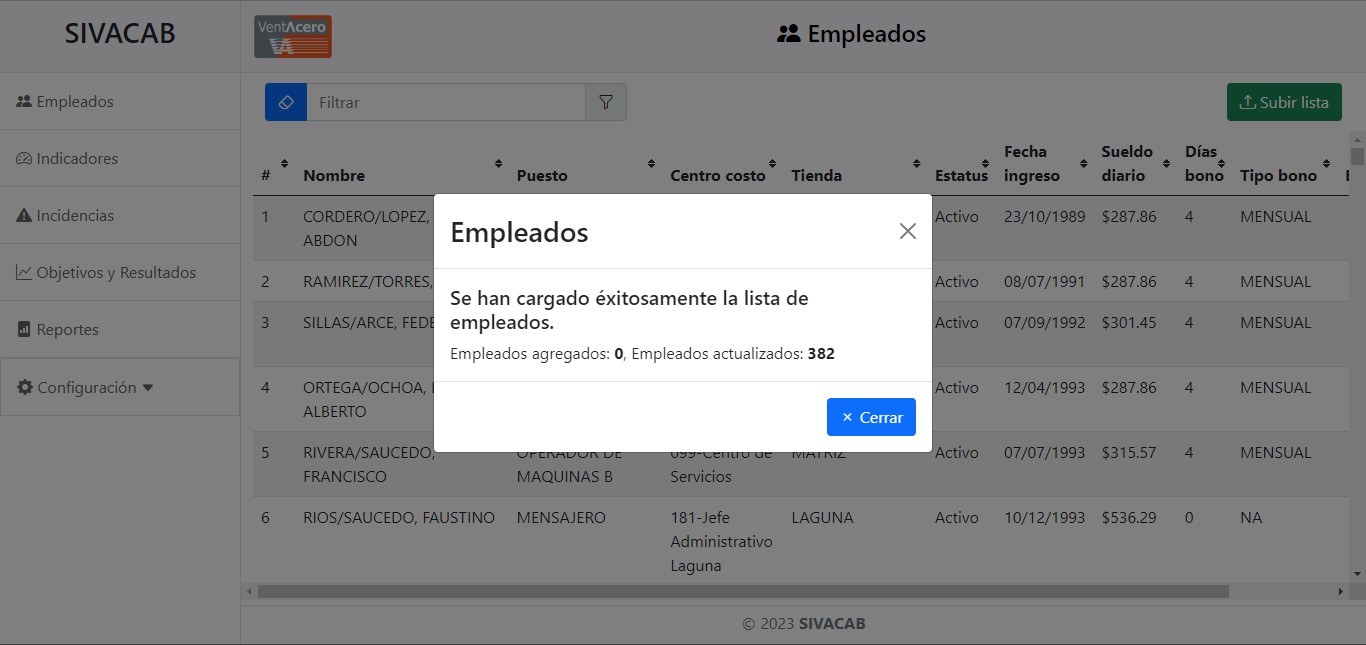 SIVACAB
VentAcero
VA
Empleados
Empleados
Indicadores
Incidencias
Objetivos y Resultados
Reportes
Configuración
Filtrar
Subir lista
# Nombre Puesto Centro costo Tienda Estatus Fecha ingreso Sueldo diario Días bono Tipo bono
1 CORDERO/LOPEZ, ABDON Activo 23/10/1989 $287.86 4 MENSUAL
2 RAMIREZ/TORRES, Activo 08/07/1991 $287.86 4 MENSUAL
3 SILLAS/ARCE, Activo 07/09/1992 $301.45 4 MENSUAL
4 ORTEGA/OCHOA, ALBERTO Activo 12/04/1993 $287.86 4 MENSUAL
5 RIVERA/SAUCEDO, FRANCISCO OPERADOR DE MAQUINAS B 099-Centro de Servicios MATRIZ Activo 07/07/1993 $315.57 4 MENSUAL
6 RIOS/SAUCEDO, FAUSTINO MENSAJERO 181-Jefe Administrativo Laguna LAGUNA Activo 10/12/1993 $536.29 0 NA
Empleados
Se han cargado éxitosamente la lista de
empleados.
Empleados agregados: 0, Empleados actualizados: 382
× Cerrar
© 2023 SIVACAB